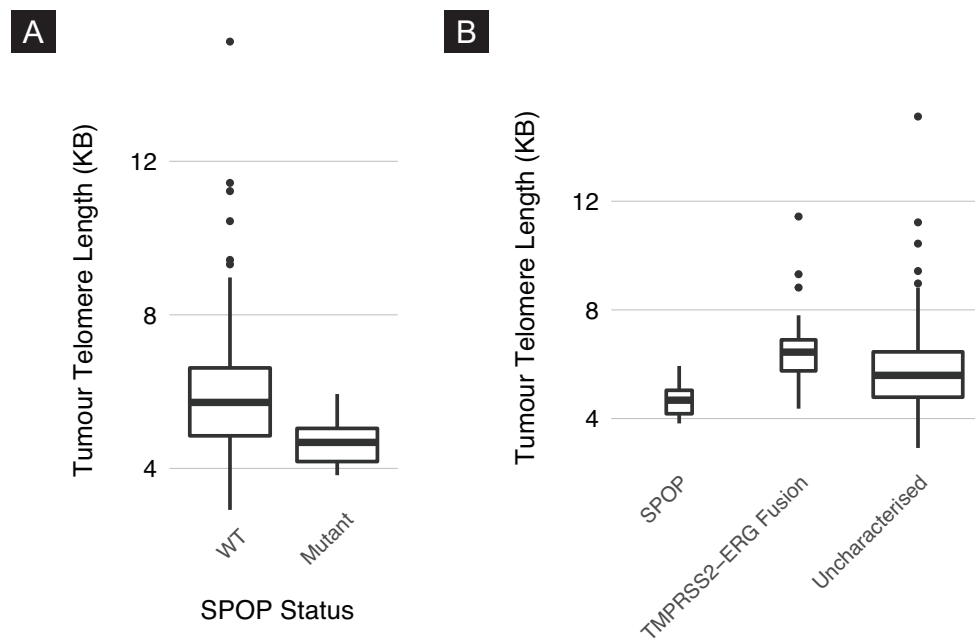 A
Tumour Telomere Length (KB)
12
8
4
WT
Mutant
SPOP Status
B
Tumour Telomere Length (KB)
12
8
4
SPOP
TMPRSS2−ERG Fusion
Uncharacterised